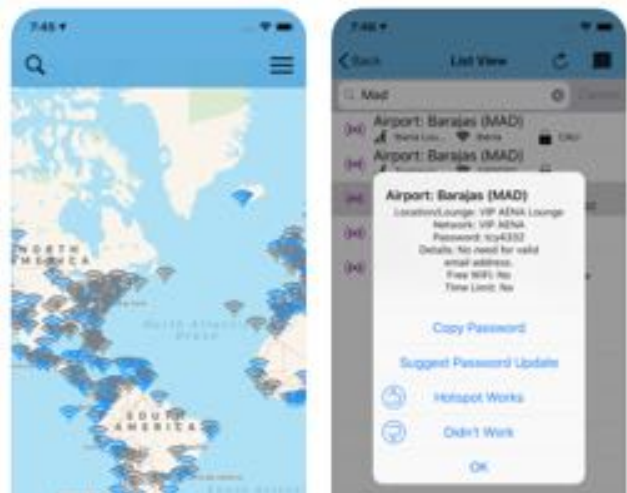 7:45
NORTH
AMERICA
North Atlantic
Ocean
SOUTH
AMERICA
7:46
Back
List View
Mad
Cancel
Airport: Barajas (MAD)
Iberia
Airport: Barajas (MAD)
Airport: Barajas (MAD)
Location/Lounge: VIP AENA Lounge
Network: VIP AENA
Details: No need for valid
email address.
Free WiFi: No
Time Limit: No
Copy Password
Suggest Password Update
Hotspot Works
Didn't Work
OK